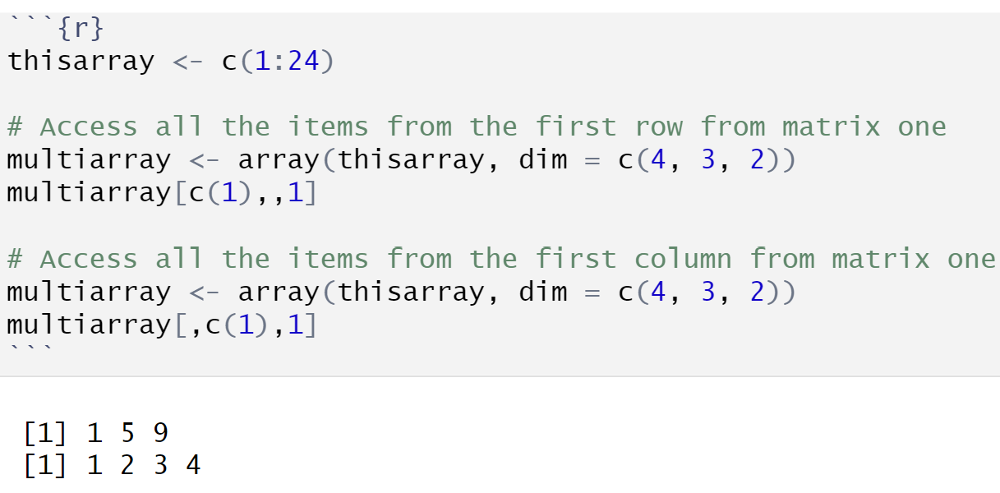 ```{r}
thisarray <- c(1:24)
# Access all the items from the first row from matrix one
multiarray <- array(thisarray, dim = c(4, 3, 2))
multiarray[c(1),,1]
# Access all the items from the first column from matrix one
multiarray <- array(thisarray, dim = c(4, 3, 2))
multiarray[,c(1),1]
```
[1] 1 5 9
[1] 1 2 3 4